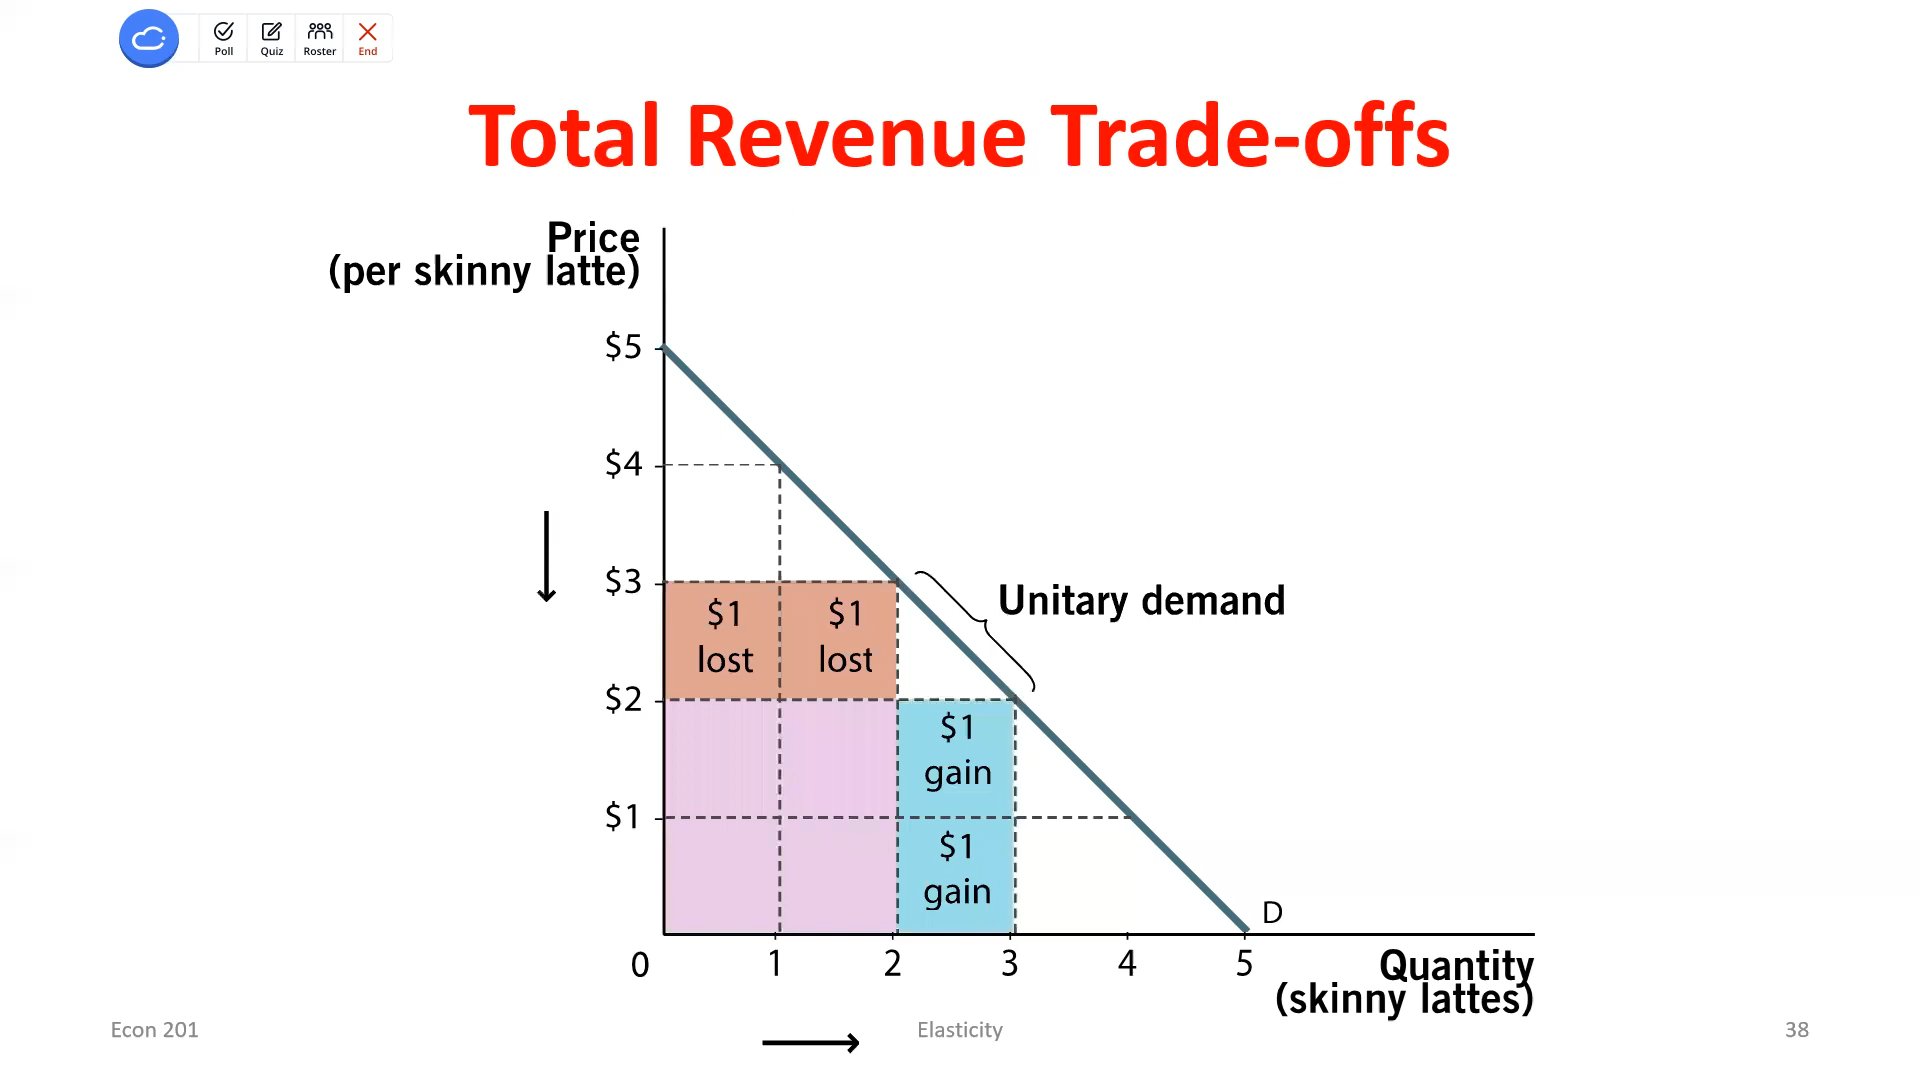 Poll Quiz Roster End
Total Revenue Trade-offs
Price
(per skinny latte)
$5
$4
$3
$1 $1
lost lost
Unitary demand
$2
$1
gain
$1
$1
gain
D
0 1 2 3 4 5
Quantity
(skinny lattes)
Econ 201 Elasticity 38